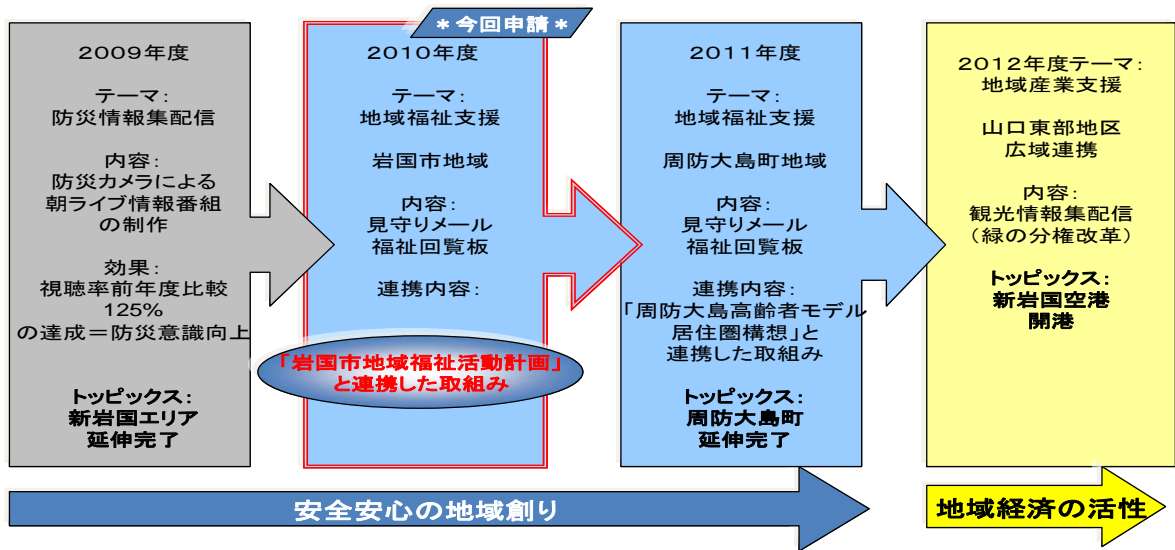 ＊今回申請＊
2009年度
テーマ：
防災情報集配信
内容：
防災カメラによる
朝ライブ情報番組
の制作
効果：
視聴率前年度比較
125%
の達成＝防災意識向上
トッピックス：
新岩国エリア
延伸完了
2010年度
テーマ：
地域福祉支援
岩国市地域
内容：
見守りメール
福祉回覧板
連携内容：
「岩国市地域福祉活動計画」
と連携した取組み
2011年度
テーマ：
地域福祉支援
周防大島町地域
内容：
見守りメール
福祉回覧板
連携内容：
「周防大島高齢者モデル
居住圏構想」と
連携した取組み
トッピックス：
周防大島町
延伸完了
2012年度テーマ：
地域産業支援
山口東部地区
広域連携
内容：
観光情報集配信
（緑の分権改革）
トッピックス：
新岩国空港
開港
安全安心の地域創り
地域経済の活性